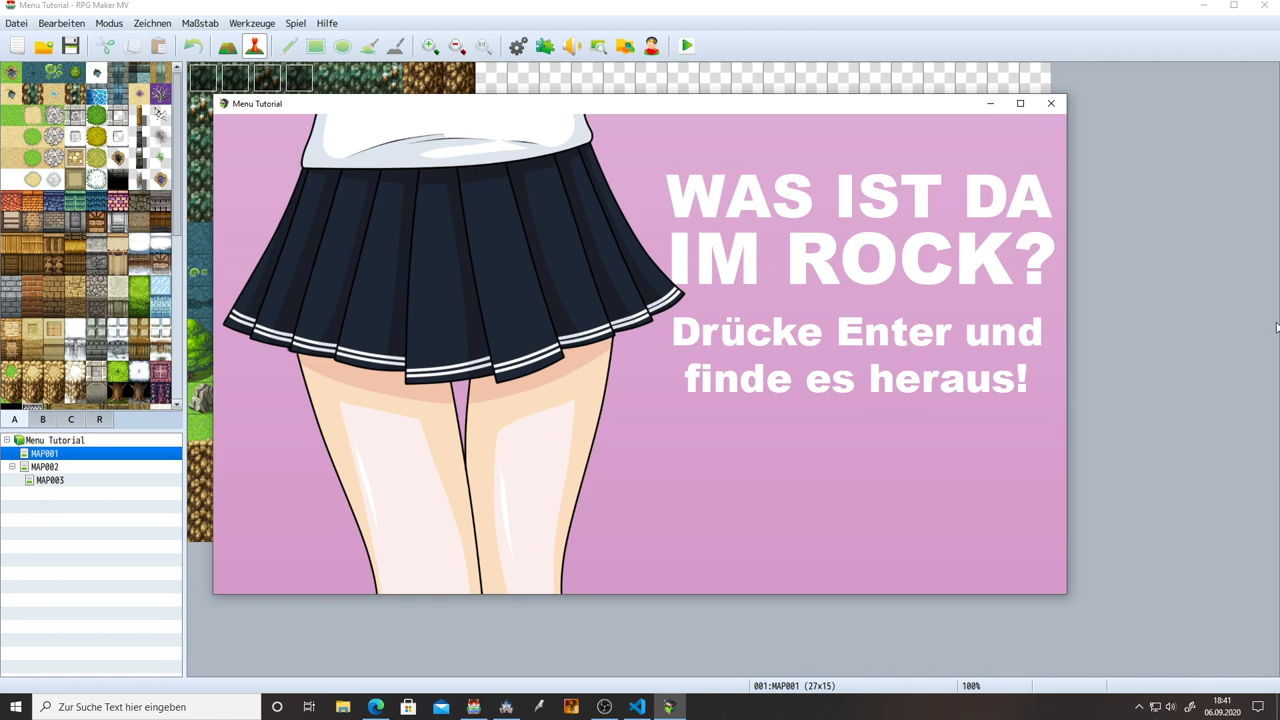 Menu Tutorial - RPG Maker MV
Datei Bearbeiten Modus Zeichnen Maßstab Werkzeuge Spiel Hilfe
1:1
Menu Tutorial
WAS IST DA
IM ROCK?
Drücke Enter und
finde es heraus!
A B C R
Menu Tutorial
MAP001
MAP002
MAP003
001:MAP001 (27x15) 100%
Zur Suche Text hier eingeben
18:41
06.09.2020